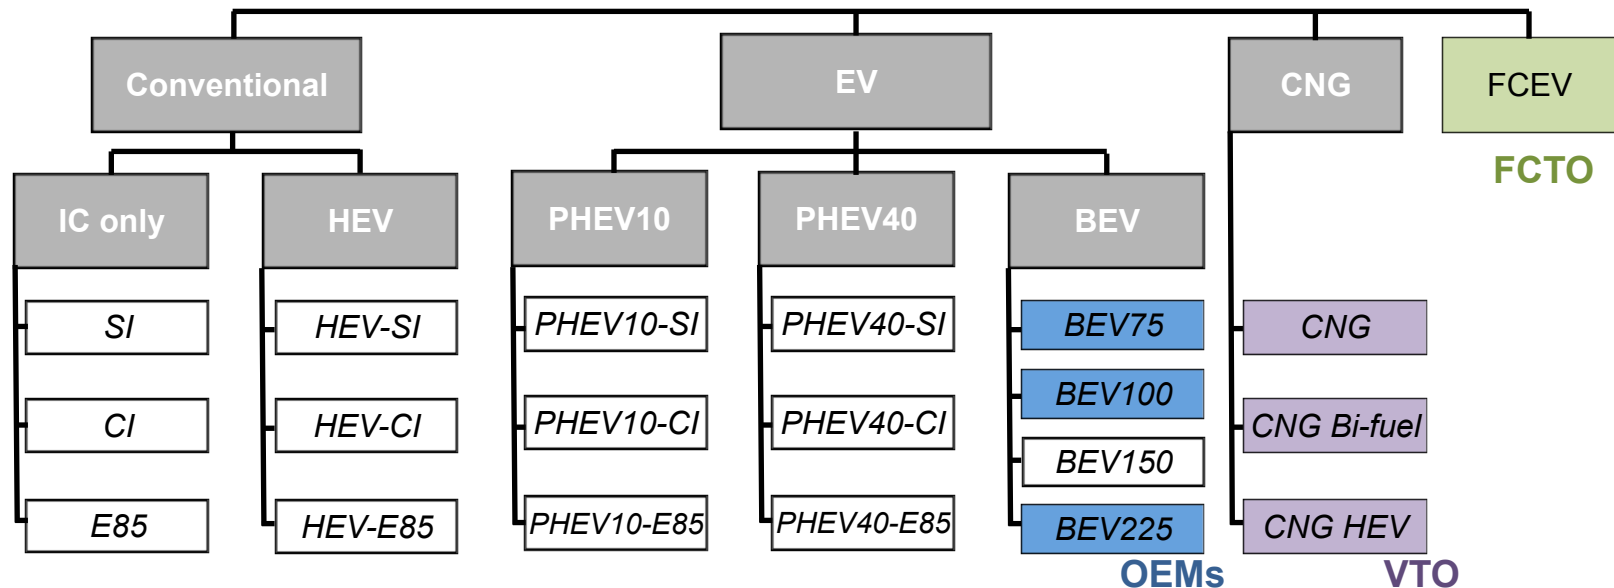 Conventional
EV
CNG
FCEV
FCTO
IC only
HEV
PHEV10
PHEV40
BEV
SI
HEV-SI
PHEV10-SI
PHEV40-SI
BEV75
CNG
BEV100
CI
HEV-CI
PHEV10-CI
PHEV40-CI
CNG Bi-fuel
BEV150
E85
HEV-E85
PHEV10-E85
PHEV40-E85
BEV225
CNG HEV
OEMs
VTO